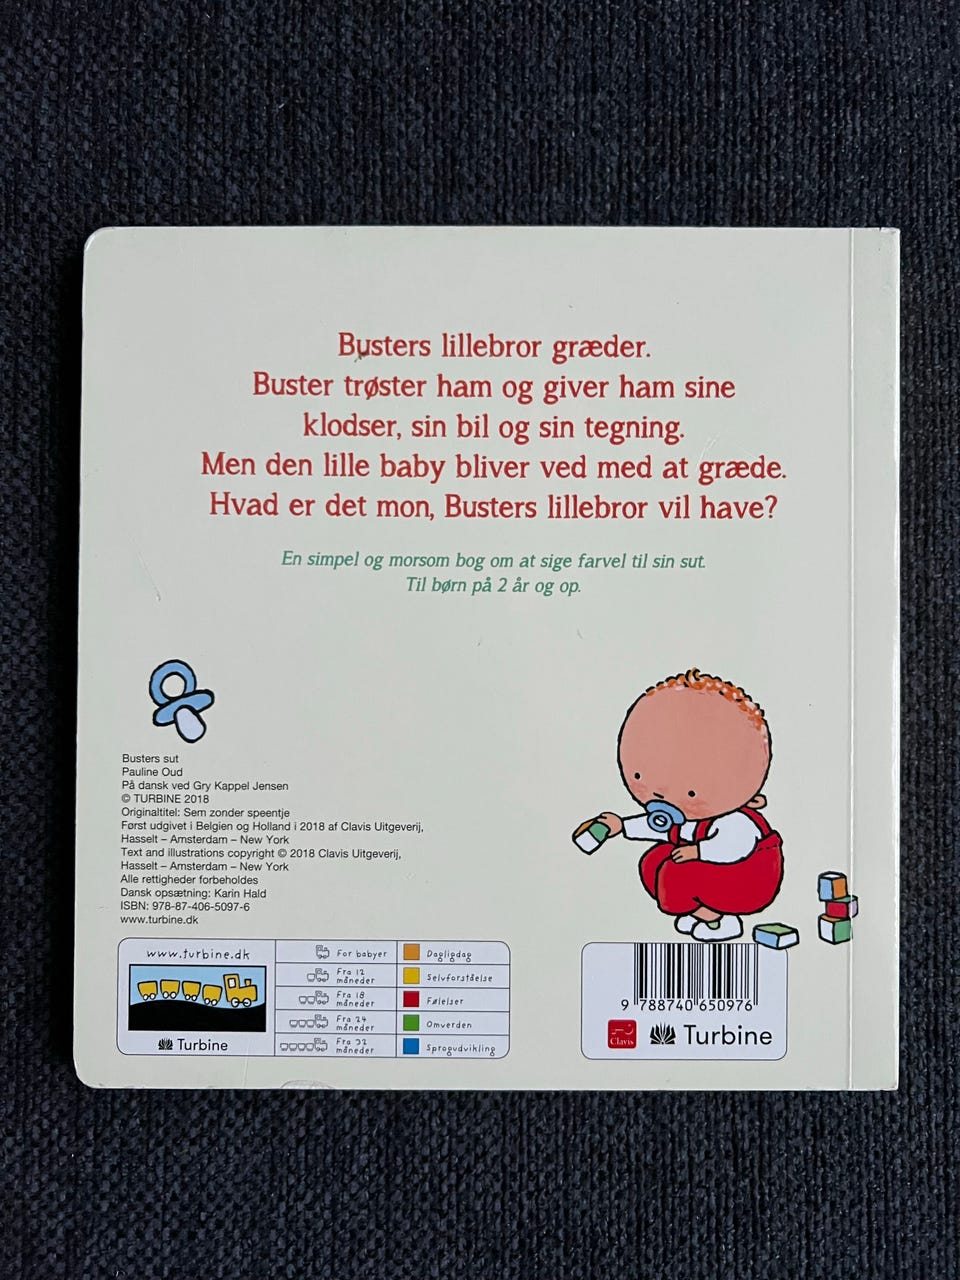 Busters lillebror græder.
Buster trøster ham og giver ham sine
klodser, sin bil og sin tegning.
Men den lille baby bliver ved med at græde.
Hvad er det mon, Busters lillebror vil have?
En simpel og morsom bog om at sige farvel til sin sut.
Til børn på 2 år og op.
Busters sut
Pauline Oud
På dansk ved Gry Kappel Jensen
© TURBINE 2018
Originaltitel: Sem zonder speentje
Først udgivet i Belgien og Holland i 2018 af Clavis Uitgeverij,
Hasselt – Amsterdam – New York
Text and illustrations copyright © 2018 Clavis Uitgeverij,
Hasselt – Amsterdam – New York
Alle rettigheder forbeholdes
Dansk opsætning: Karin Hald
ISBN: 978-87-406-5097-6
www.turbine.dk
www.turbine.dk
Turbine
For babyer
Fra 12
måneder
Fra 18
måneder
Fra 24
måneder
Fra 32
måneder
Dagligdag
Selvforståelse
Følelser
Omverden
Sprogudvikling
9 788740 650976
Clavis
Turbine